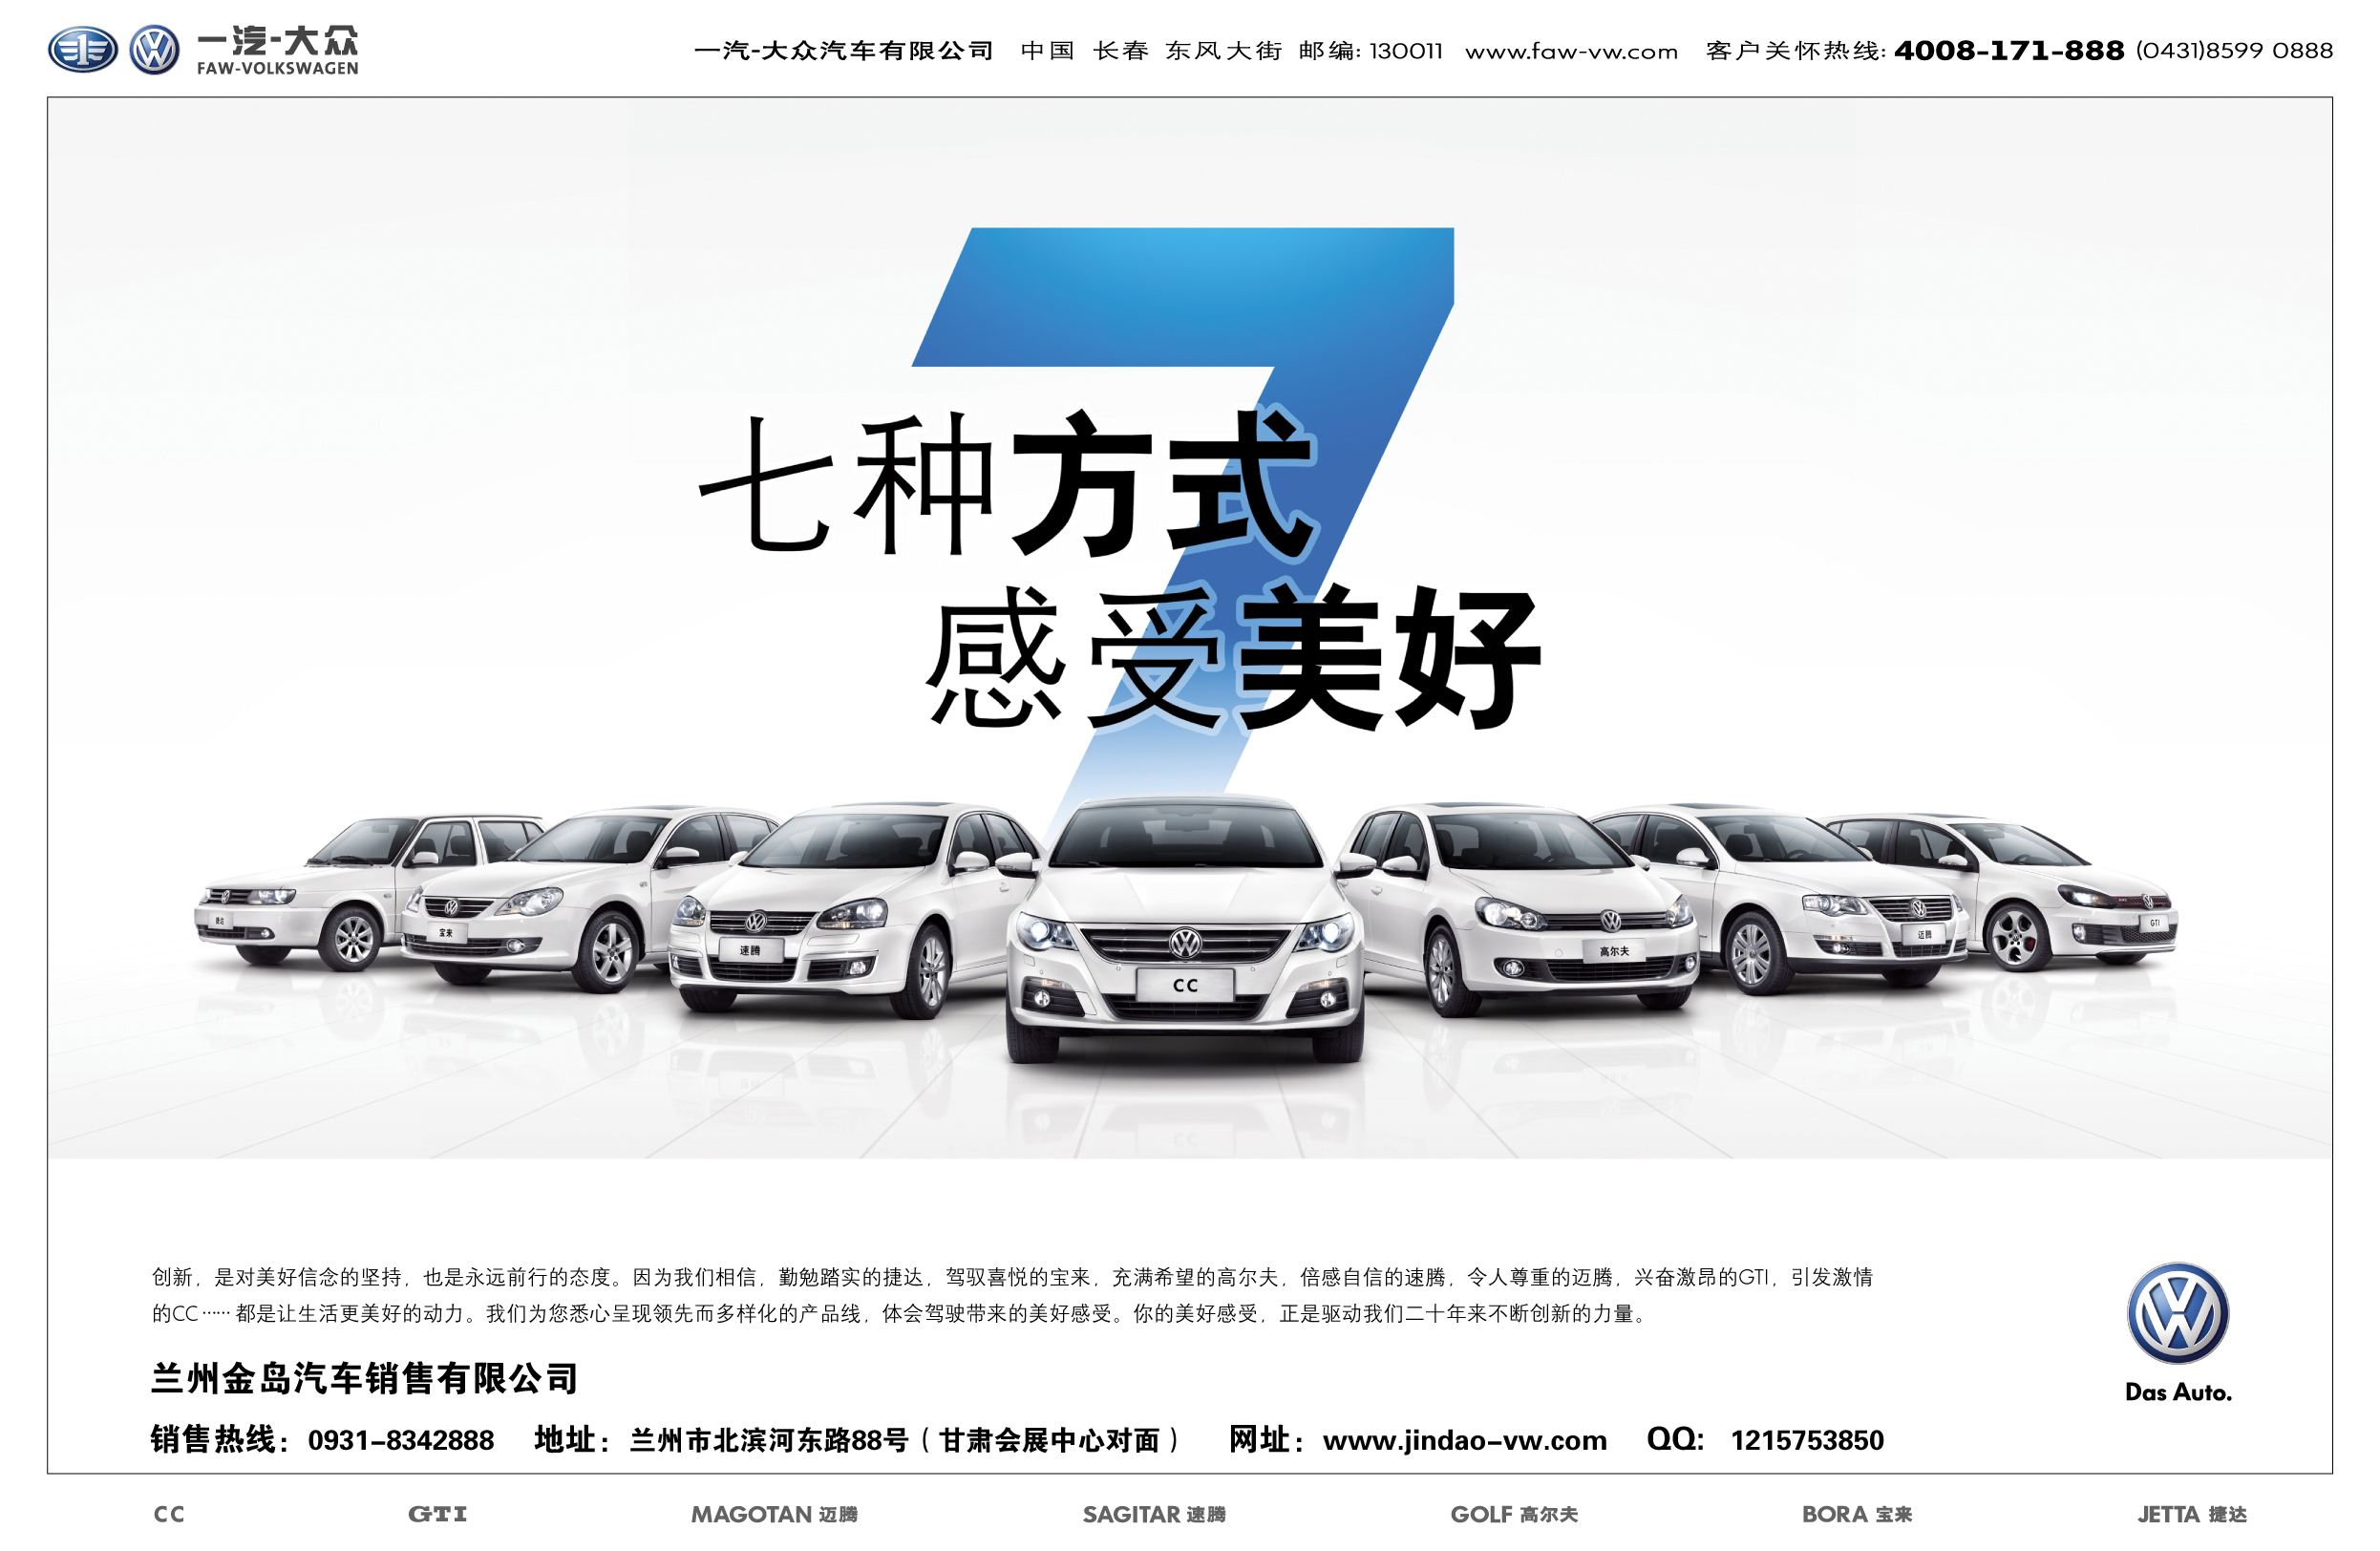 一汽-大众
FAW-VOLKSWAGEN
一汽-大众汽车有限公司 中国 长春 东风大街 邮编: 130011 www.faw-vw.com 客户关怀热线: 4008-171-888 (0431)8599 0888
7
七种方式
感受美好
捷达
宝来
速腾
CC
高尔夫
迈腾
GTI
创新，是对美好信念的坚持，也是永远前行的态度。因为我们相信，勤勉踏实的捷达，驾驭喜悦的宝来，充满希望的高尔夫，倍感自信的速腾，令人尊重的迈腾，兴奋激昂的GTI，引发激情
的CC……都是让生活更美好的动力。我们为您悉心呈现领先而多样化的产品线，体会驾驶带来的美好感受。你的美好感受，正是驱动我们二十年来不断创新的力量。
Das Auto.
兰州金岛汽车销售有限公司
销售热线：0931-8342888 地址：兰州市北滨河东路88号（甘肃会展中心对面） 网址：www.jindao-vw.com QQ: 1215753850
CC GTI MAGOTAN 迈腾 SAGITAR 速腾 GOLF 高尔夫 BORA 宝来 JETTA 捷达